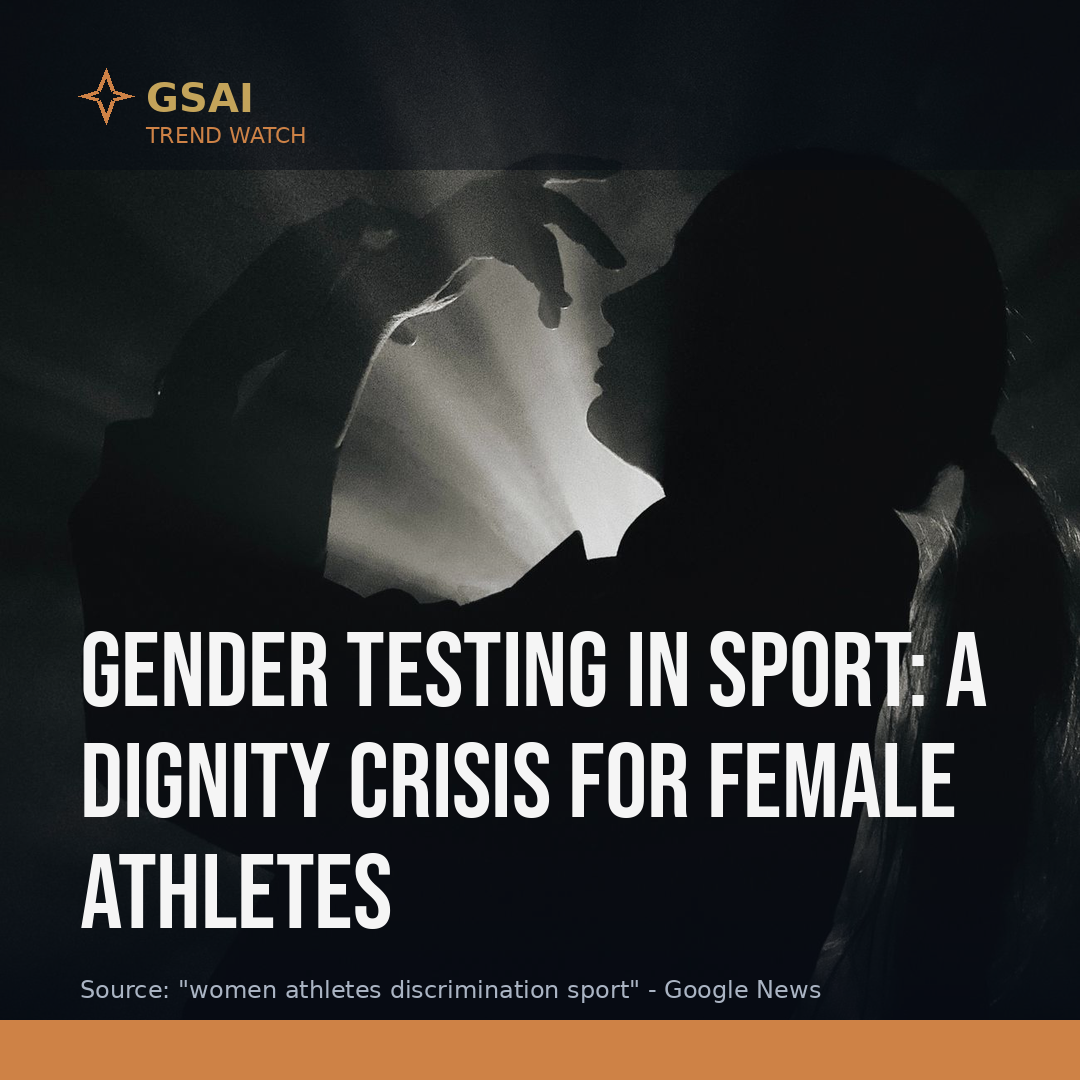 GSAI
TREND WATCH
GENDER TESTING IN SPORT: A
DIGNITY CRISIS FOR FEMALE
ATHLETES
Source: "women athletes discrimination sport" - Google News